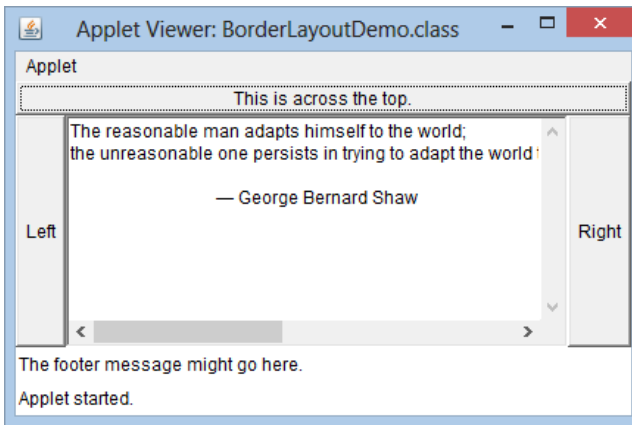 Applet Viewer: BorderLayoutDemo.class
Applet
This is across the top.
The reasonable man adapts himself to the world;
the unreasonable one persists in trying to adapt the world
— George Bernard Shaw
Left
Right
The footer message might go here.
Applet started.